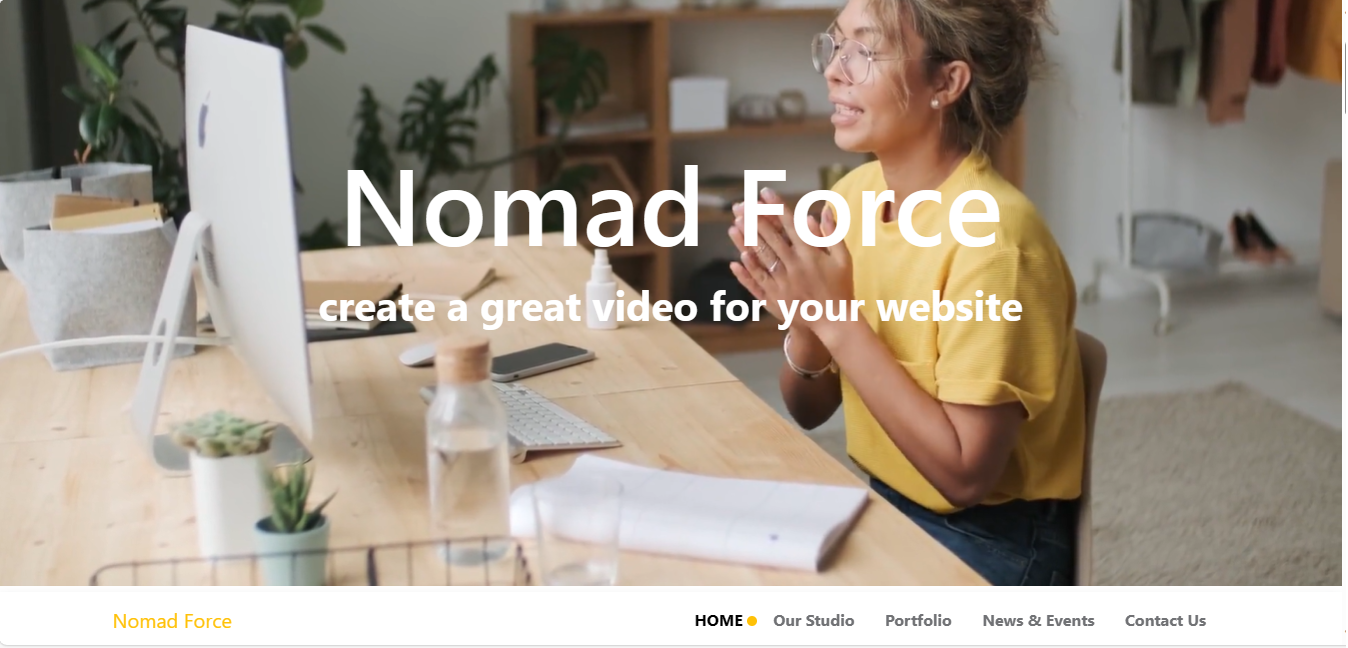 Nomad Force
create a great video for your website
Nomad Force
HOME Our Studio Portfolio News & Events Contact Us